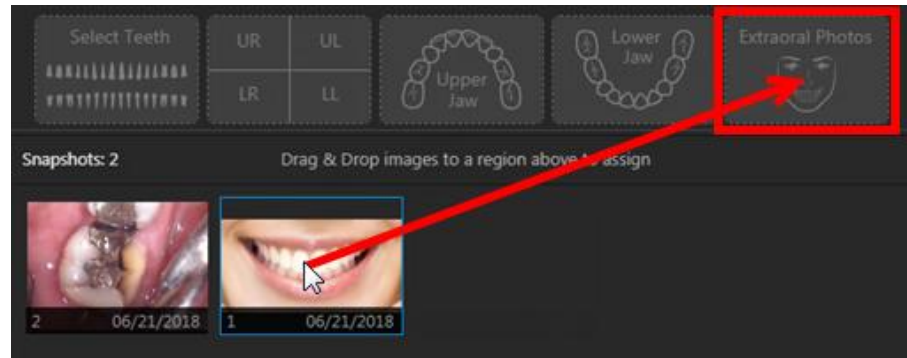 Select Teeth
UR
UL
LR
LL
Upper
Jaw
Lower
Jaw
Extraoral Photos
Snapshots: 2
Drag & Drop images to a region above to assign
2
06/21/2018
1
06/21/2018